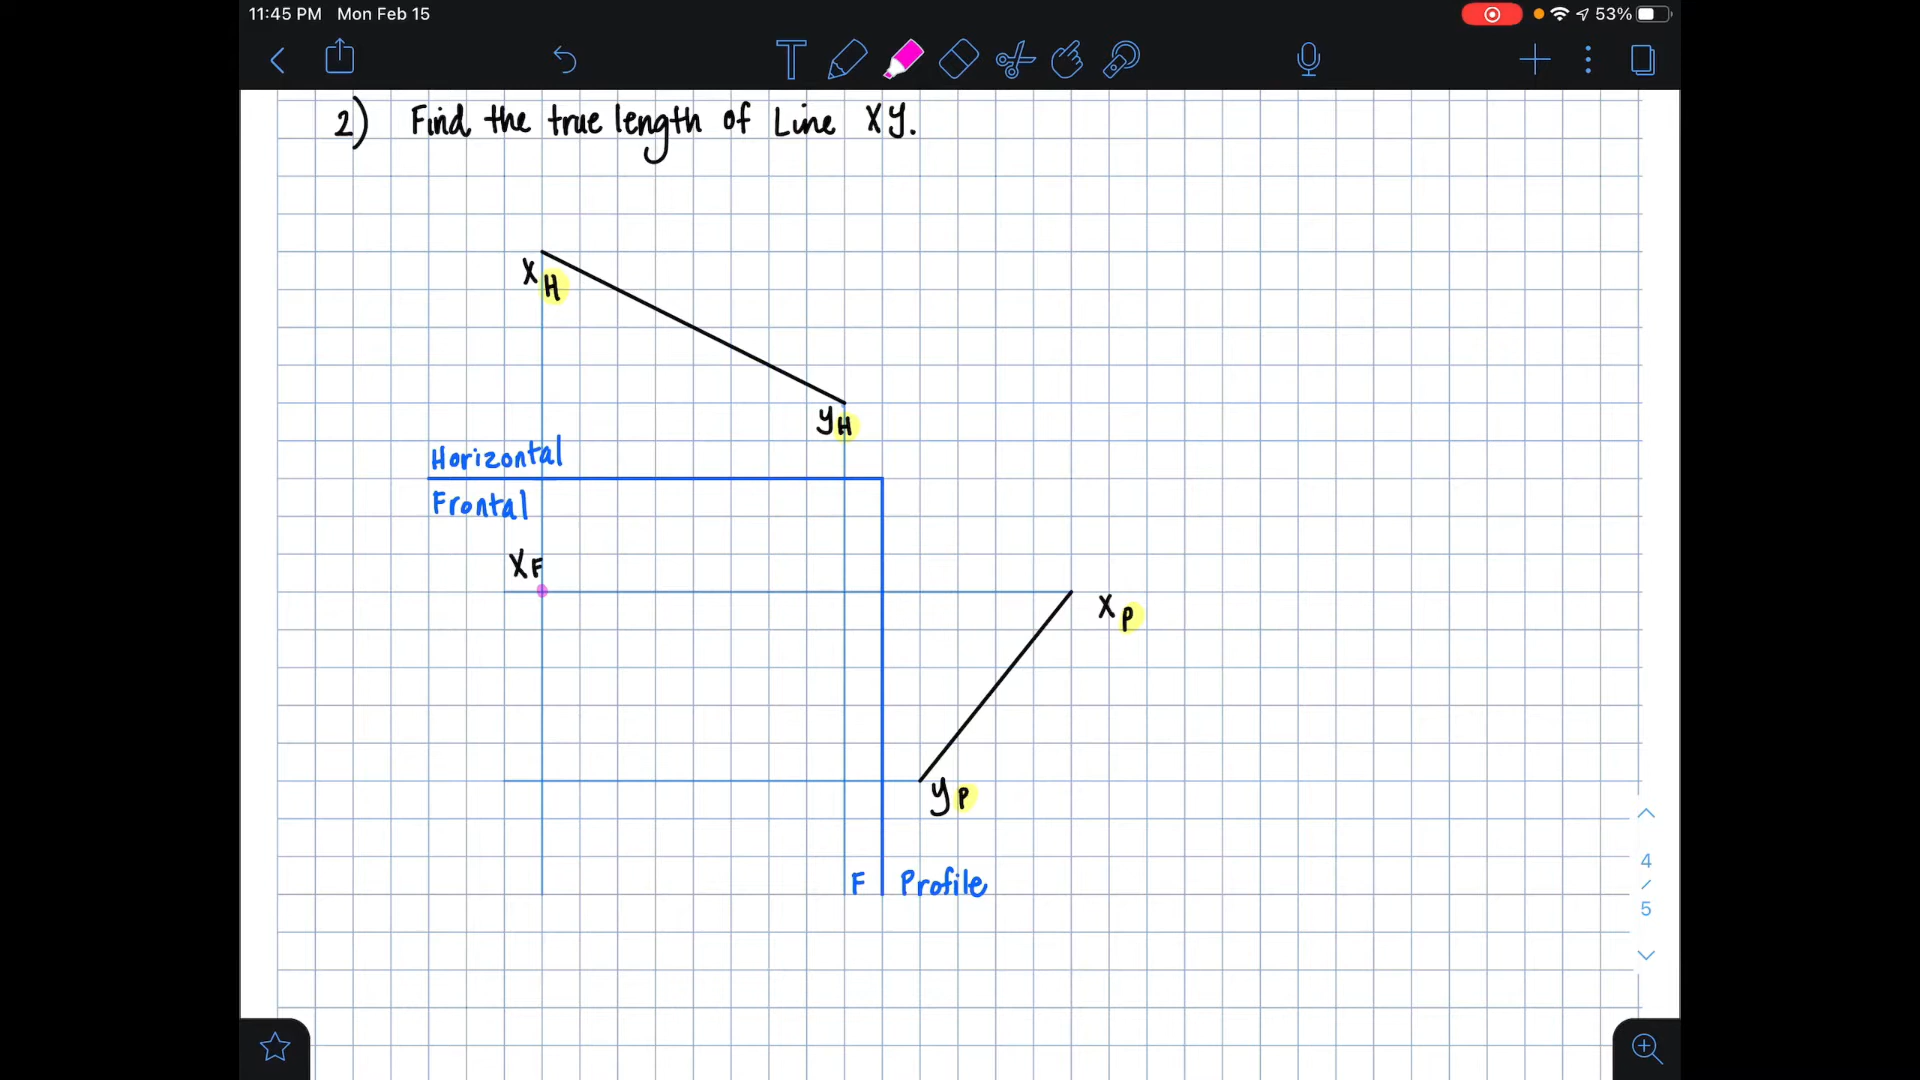 11:45 PM Mon Feb 15
53%
2) Find the true length of Line XY.
XH
YH
Horizontal
Frontal
XF
XP
YP
F Profile
4
/
5